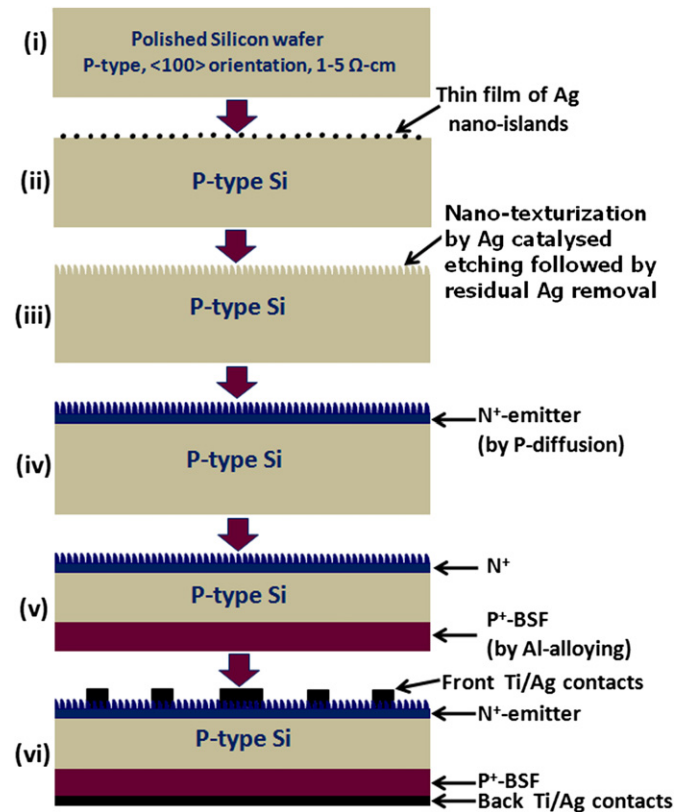 (i)
Polished Silicon wafer
P-type, <100> orientation, 1-5 Ω-cm
Thin film of Ag
nano-islands
(ii)
P-type Si
Nano-texturization
by Ag catalysed
etching followed by
residual Ag removal
(iii)
P-type Si
N⁺-emitter
(by P-diffusion)
(iv)
P-type Si
N⁺
(v)
P-type Si
P⁺-BSF
(by Al-alloying)
Front Ti/Ag contacts
N⁺-emitter
(vi)
P-type Si
P⁺-BSF
Back Ti/Ag contacts